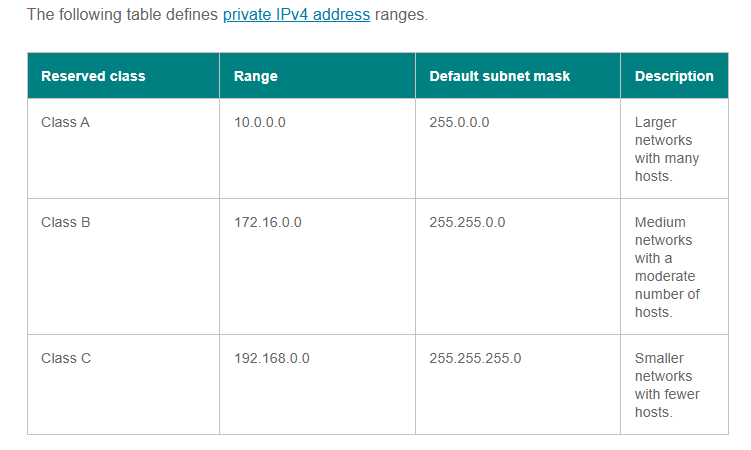 The following table defines private IPv4 address ranges.
Reserved class Range Default subnet mask Description
Class A 10.0.0.0 255.0.0.0 Larger
networks
with many
hosts.
Class B 172.16.0.0 255.255.0.0 Medium
networks
with a
moderate
number of
hosts.
Class C 192.168.0.0 255.255.255.0 Smaller
networks
with fewer
hosts.